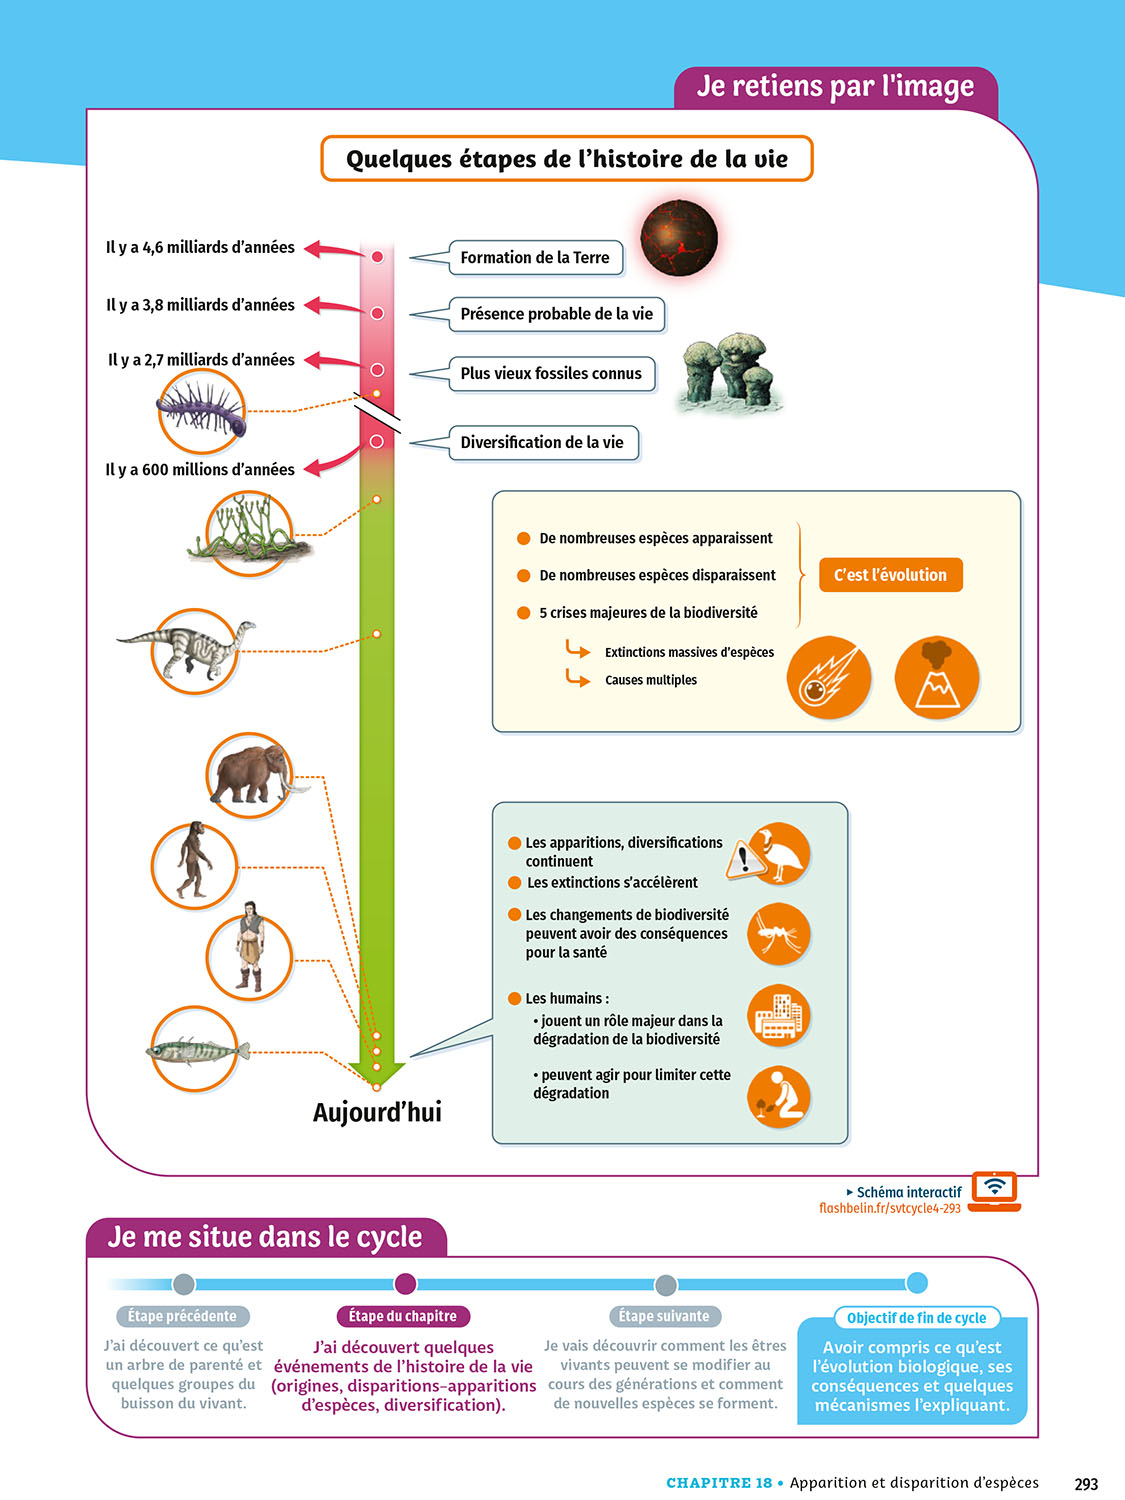 Je retiens par l'image
Quelques étapes de l'histoire de la vie
Il y a 4,6 milliards d'années
Formation de la Terre
Il y a 3,8 milliards d'années
Présence probable de la vie
Il y a 2,7 milliards d'années
Plus vieux fossiles connus
Diversification de la vie
Il y a 600 millions d'années
De nombreuses espèces apparaissent
De nombreuses espèces disparaissent
C'est l'évolution
5 crises majeures de la biodiversité
Extinctions massives d'espèces
Causes multiples
Les apparitions, diversifications
continuent
Les extinctions s'accélèrent
Les changements de biodiversité
peuvent avoir des conséquences
pour la santé
Les humains :
• jouent un rôle majeur dans la
dégradation de la biodiversité
• peuvent agir pour limiter cette
dégradation
Aujourd'hui
▸ Schéma interactif
flashbelin.fr/svtcycle4-293
Je me situe dans le cycle
Étape précédente
J'ai découvert ce qu'est
un arbre de parenté et
quelques groupes du
buisson du vivant.
Étape du chapitre
J'ai découvert quelques
événements de l'histoire de la vie
(origines, disparitions-apparitions
d'espèces, diversification).
Étape suivante
Je vais découvrir comment les êtres
vivants peuvent se modifier au
cours des générations et comment
de nouvelles espèces se forment.
Objectif de fin de cycle
Avoir compris ce qu'est
l'évolution biologique, ses
conséquences et quelques
mécanismes l'expliquant.
CHAPITRE 18 • Apparition et disparition d'espèces 293